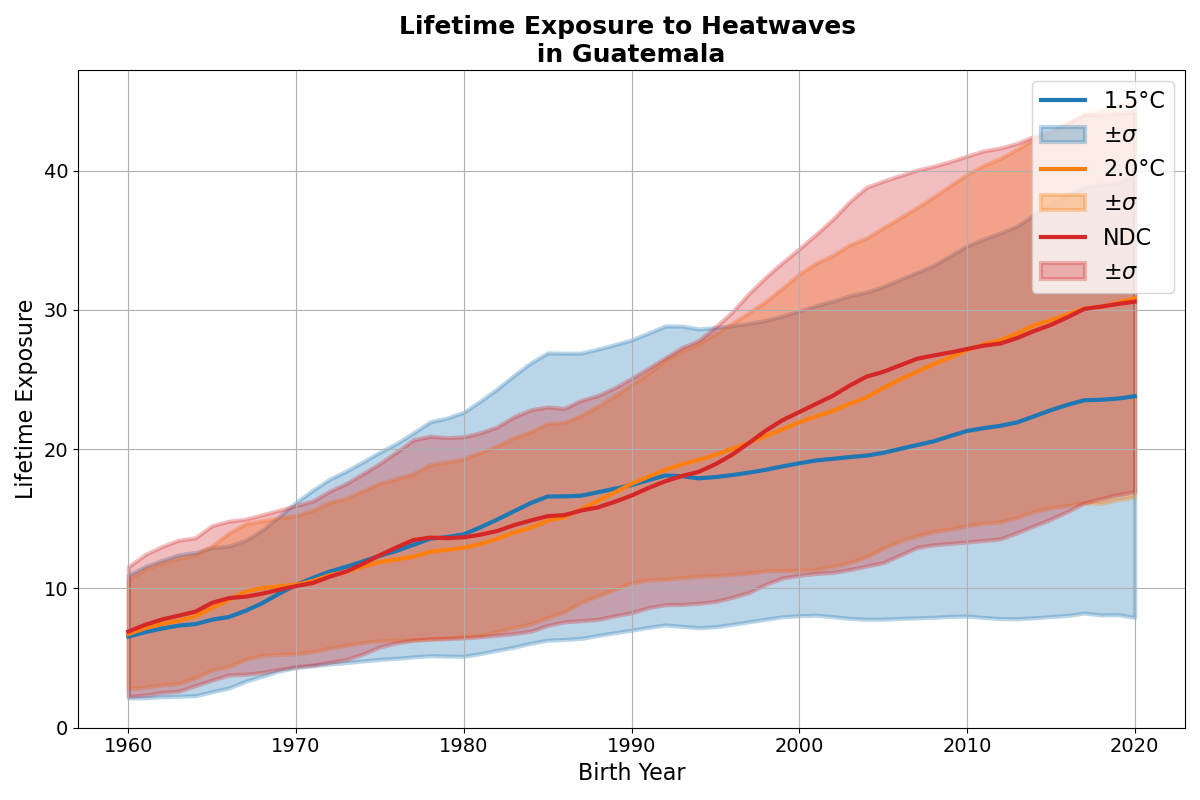 Lifetime Exposure to Heatwaves
in Guatemala
Lifetime Exposure
40
30
20
10
0
1960
1970
1980
1990
2000
2010
2020
Birth Year
1.5°C
±σ
2.0°C
±σ
NDC
±σ